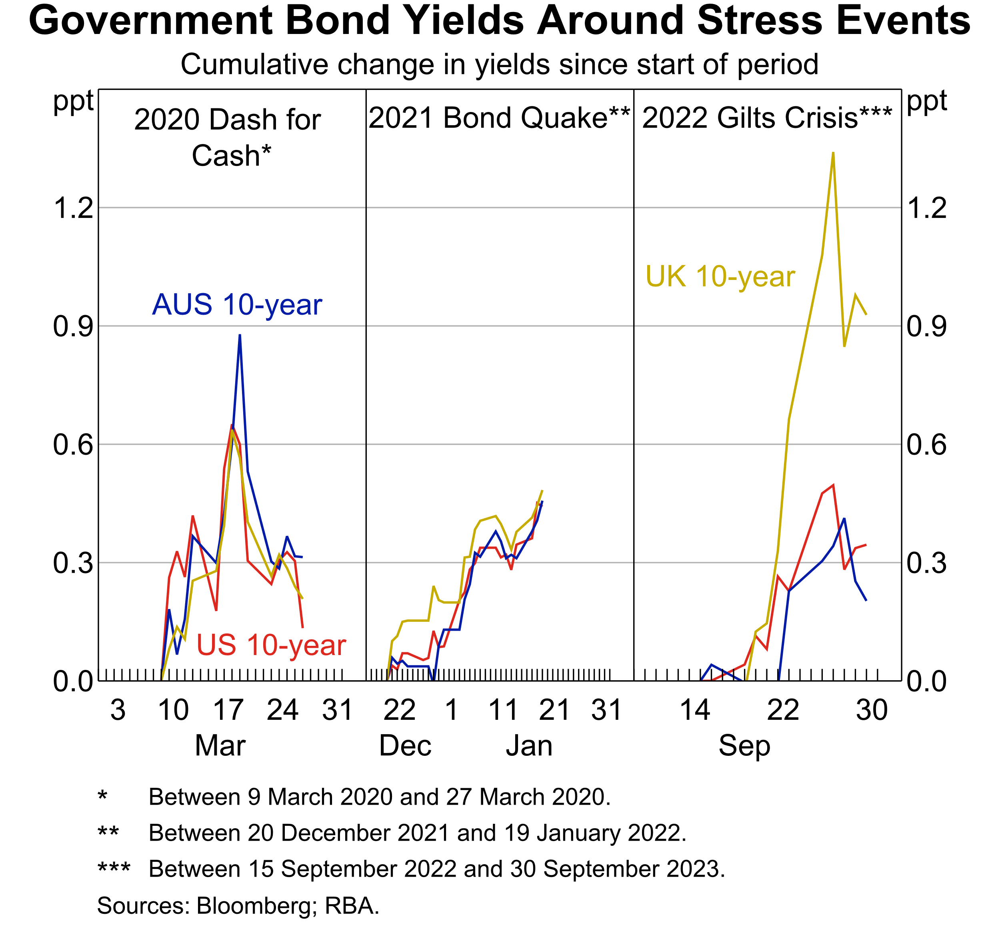 Government Bond Yields Around Stress Events
Cumulative change in yields since start of period
ppt
ppt
2020 Dash for
Cash*
2021 Bond Quake**
2022 Gilts Crisis***
1.2
1.2
UK 10-year
AUS 10-year
0.9
0.9
0.6
0.6
0.3
0.3
US 10-year
0.0
0.0
3 10 17 24 31 22 1 11 21 31 14 22 30
Mar Dec Jan Sep
* Between 9 March 2020 and 27 March 2020.
** Between 20 December 2021 and 19 January 2022.
*** Between 15 September 2022 and 30 September 2023.
Sources: Bloomberg; RBA.